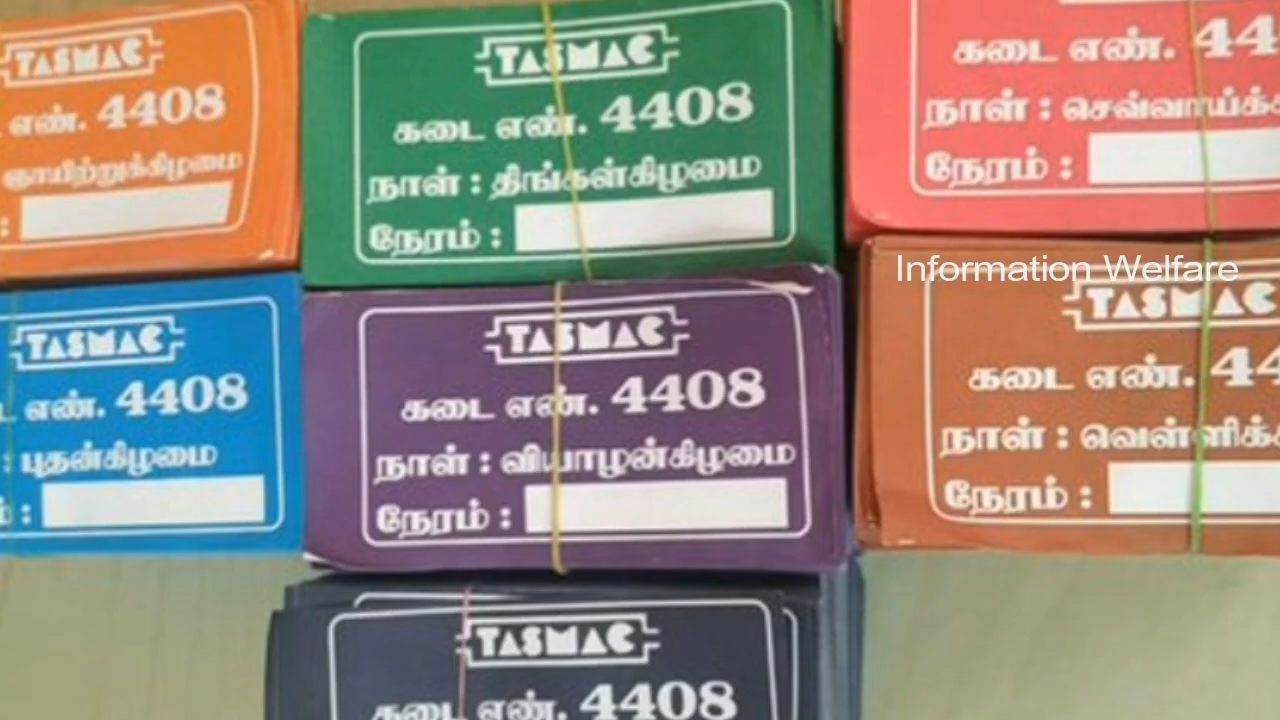 TASMAC
எண். 4408
ஞாயிற்றுக்கிழமை
:
TASMAC
கடை எண். 4408
நாள் : திங்கள்கிழமை
நேரம் :
கடை எண். 44
நாள் : செவ்வாய்க்
நேரம் :
TASMAC
எண். 4408
: புதன்கிழமை
:
TASMAC
கடை எண். 4408
நாள் : வியாழன்கிழமை
நேரம் :
Information Welfare
TASMAC
கடை எண். 44
நாள் : வெள்ளிக்
நேரம் :
TASMAC
கடை எண். 4408